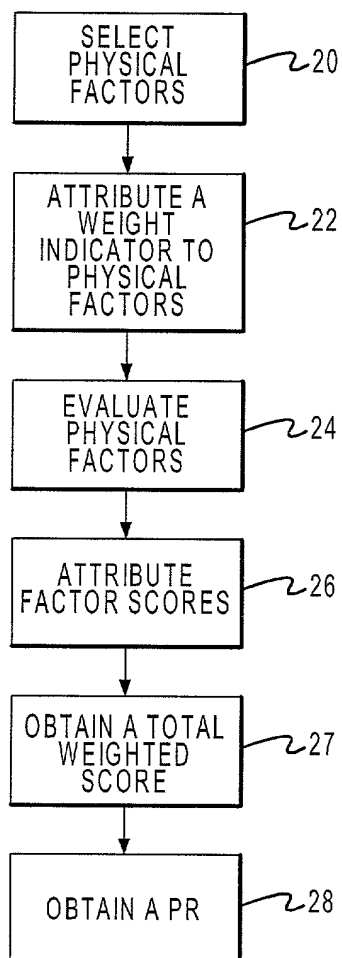 SELECT
PHYSICAL
FACTORS
20
ATTRIBUTE A
WEIGHT
INDICATOR TO
PHYSICAL
FACTORS
22
EVALUATE
PHYSICAL
FACTORS
24
ATTRIBUTE
FACTOR SCORES
26
OBTAIN A TOTAL
WEIGHTED
SCORE
27
OBTAIN A PR
28